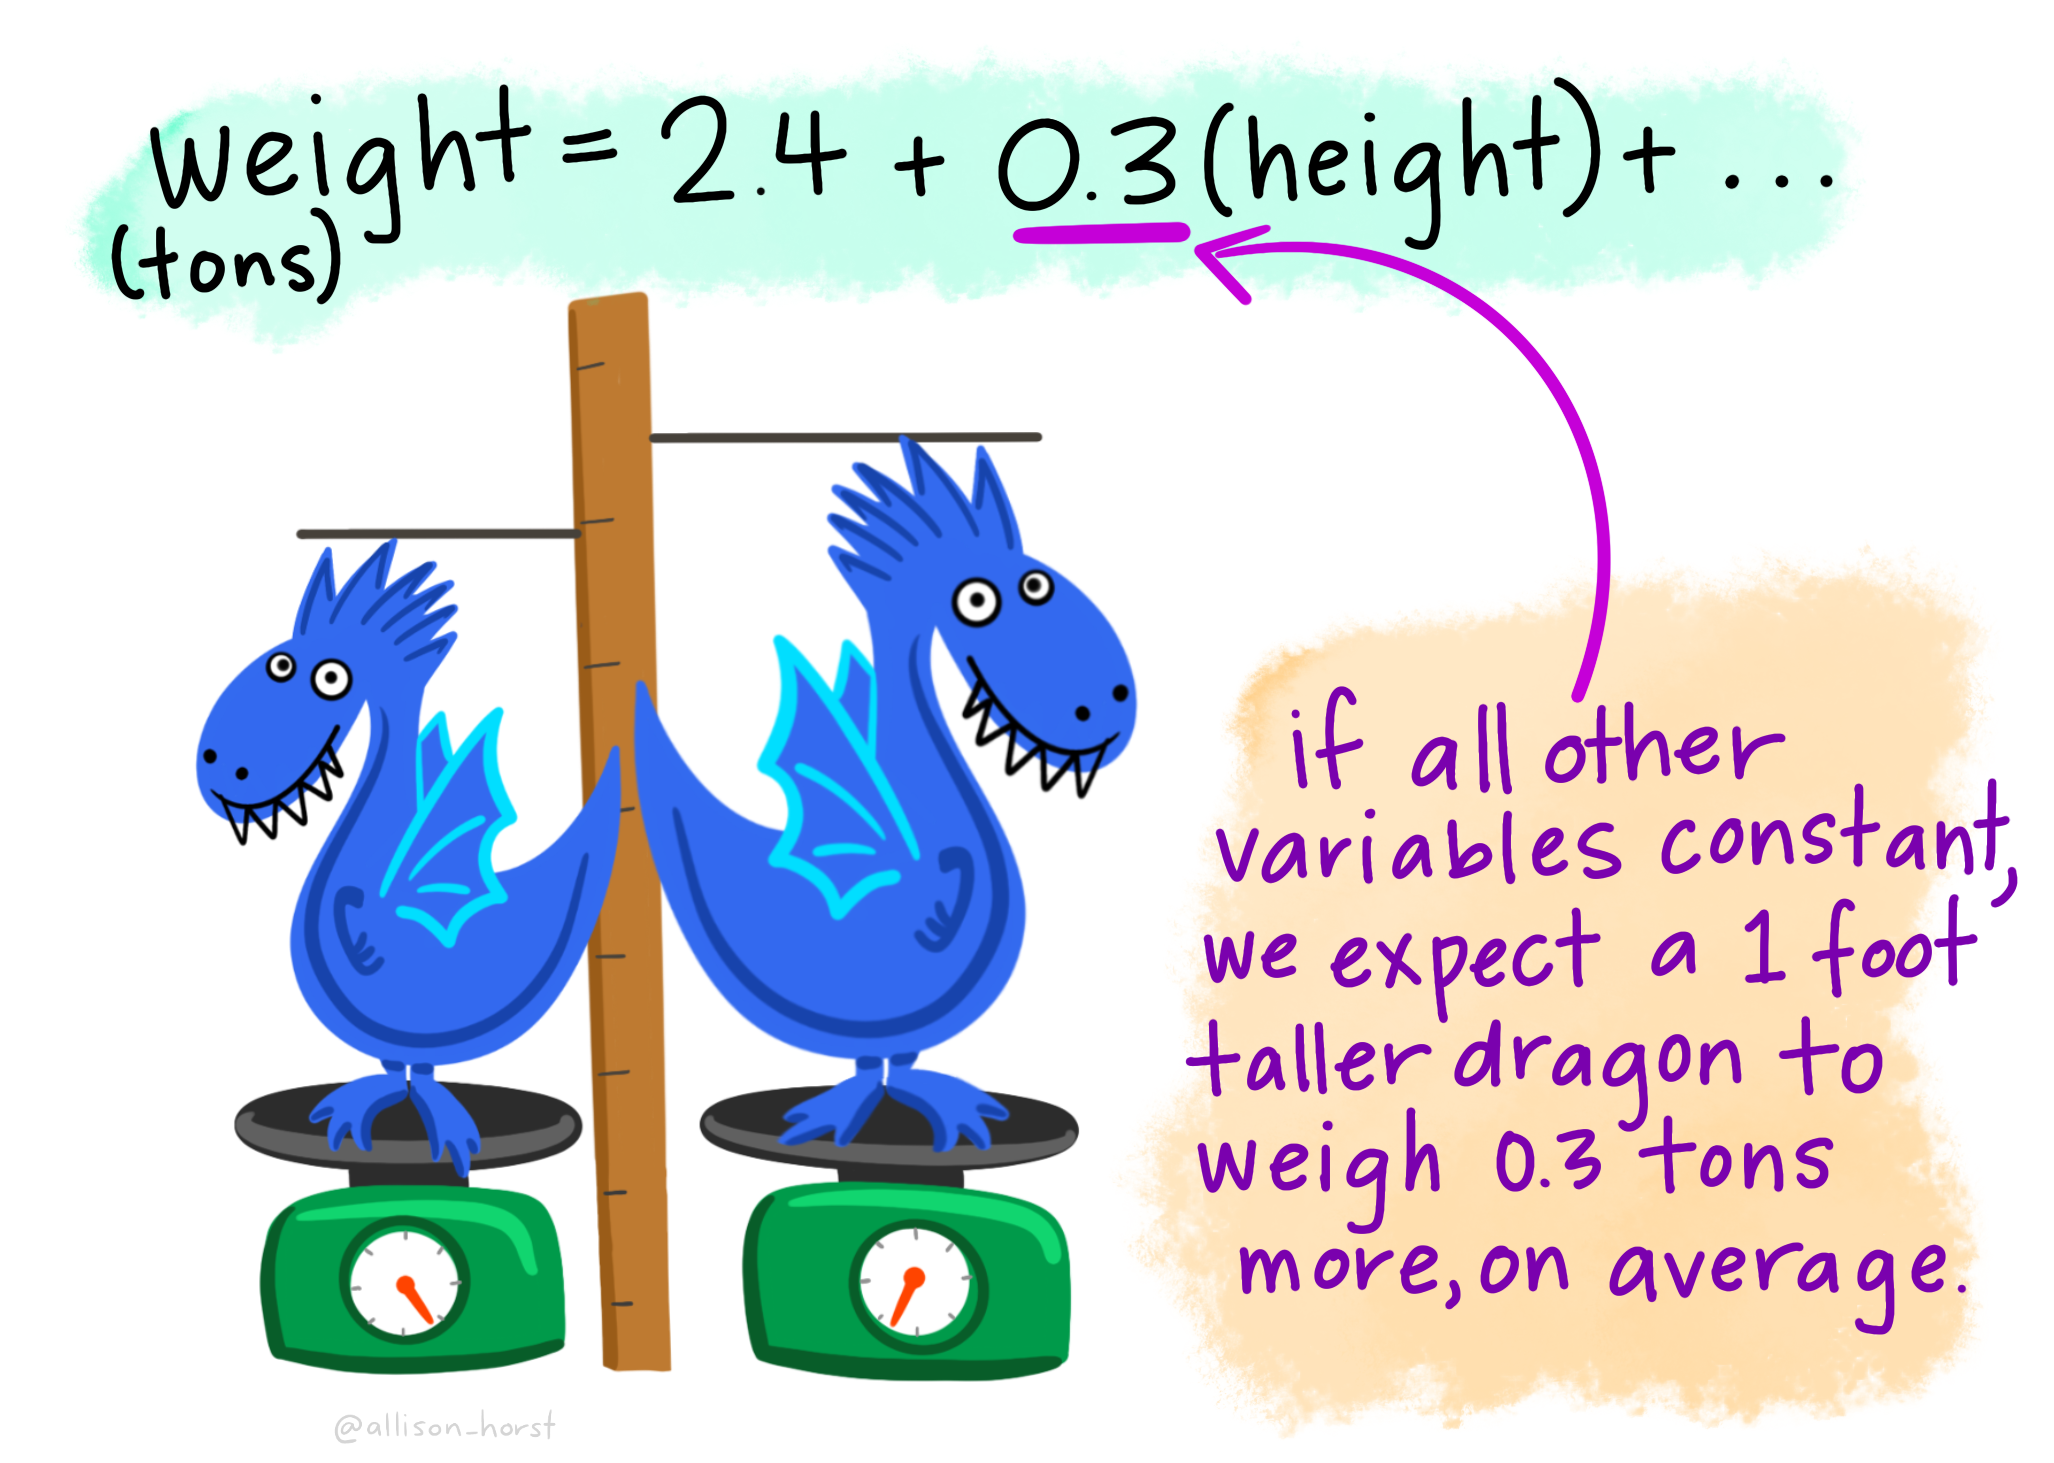 Weight = 2.4 + 0.3(height) + ...
(tons)
if all other
variables constant,
we expect a 1 foot
taller dragon to
weigh 0.3 tons
more, on average.
@allison_horst